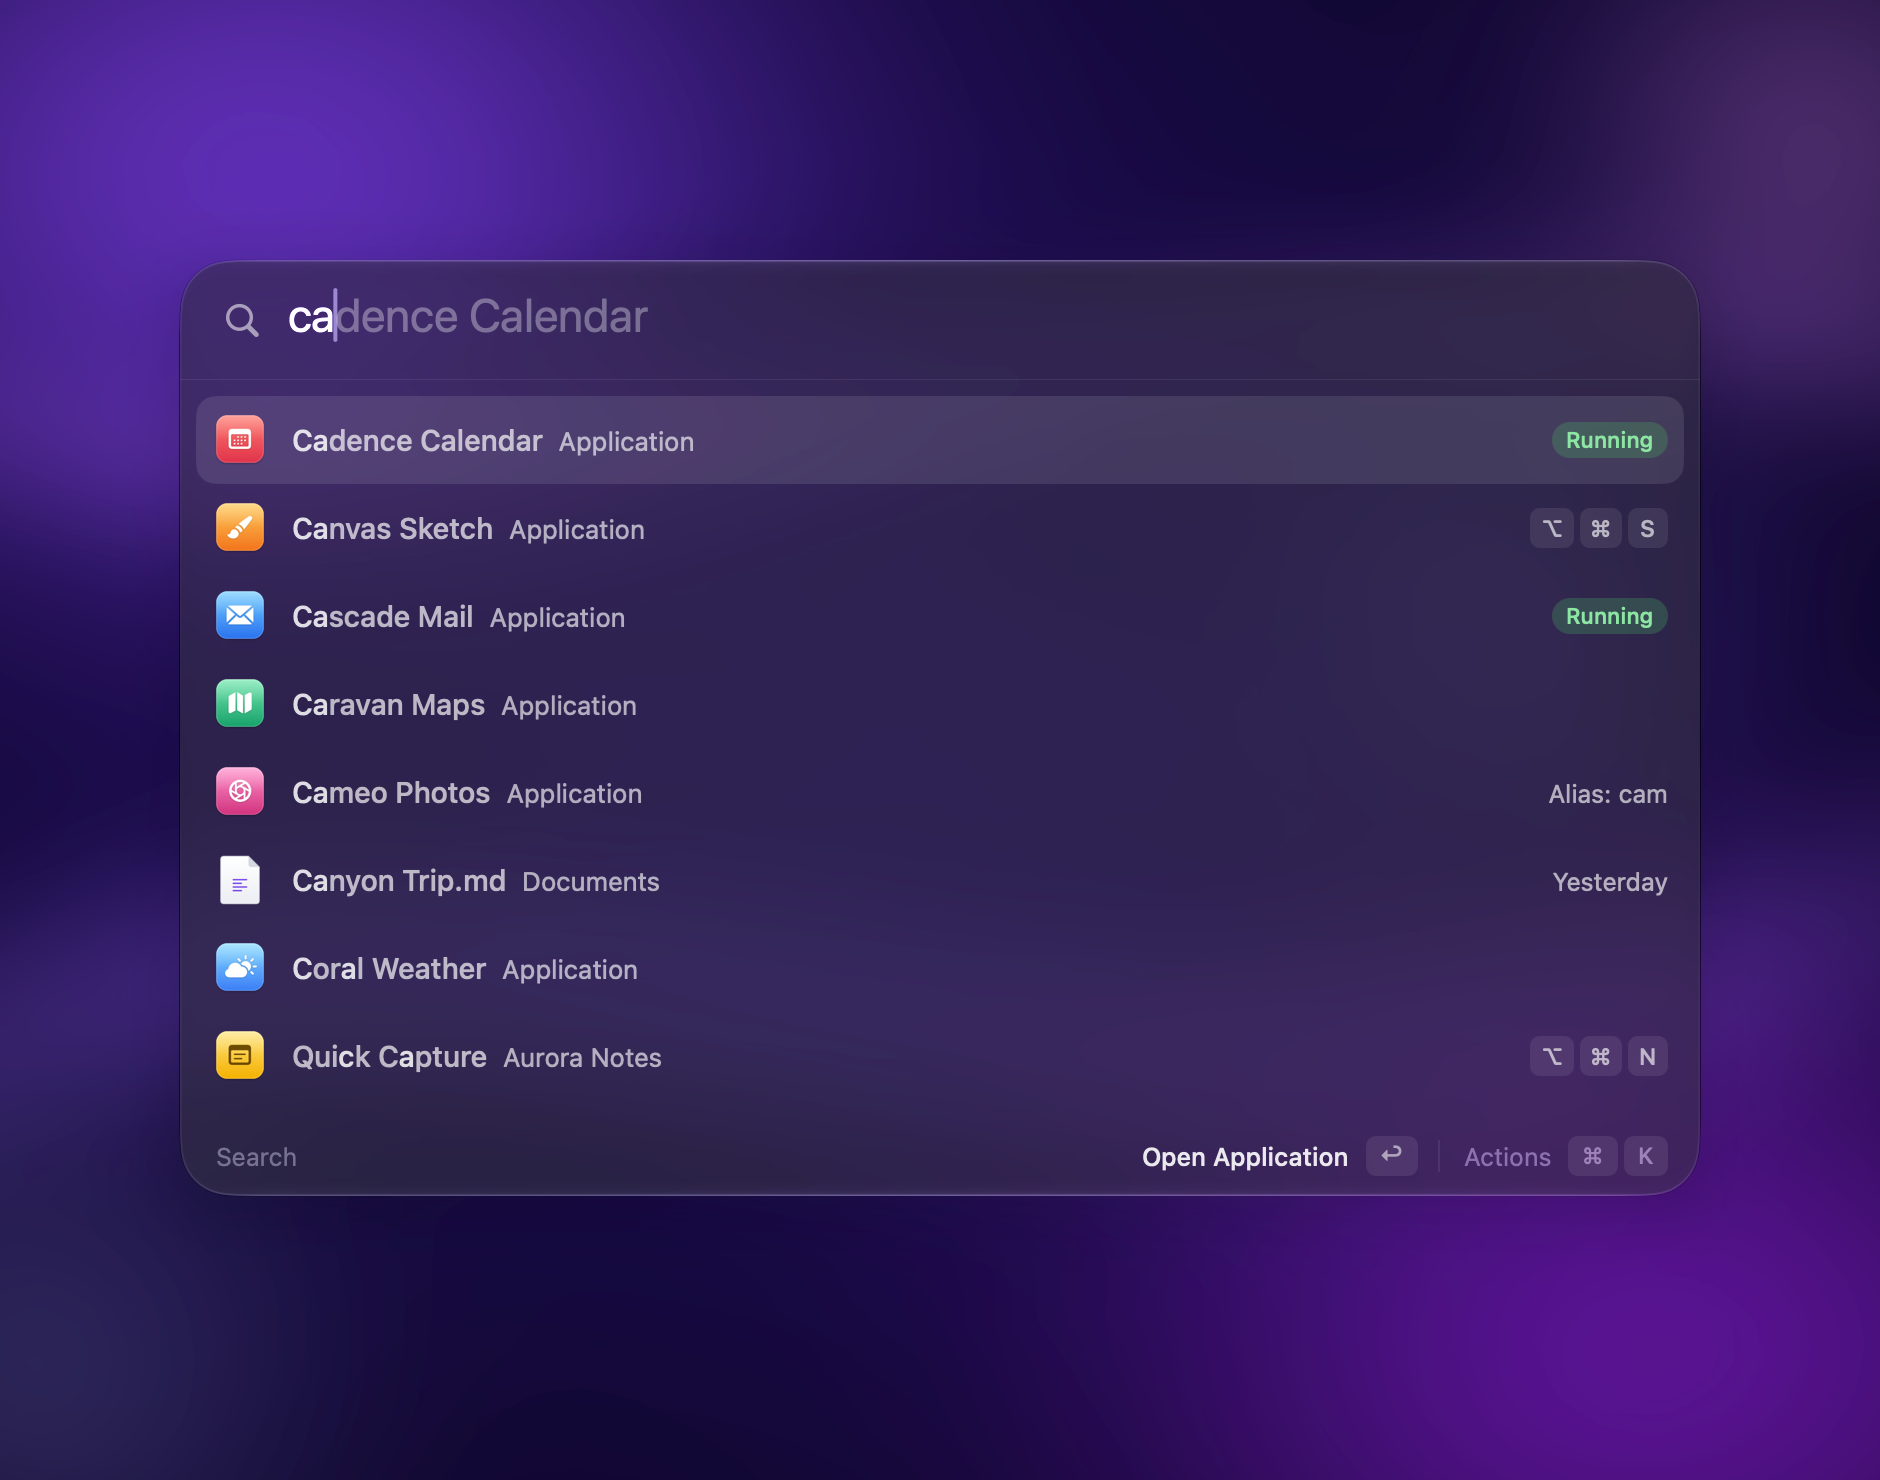 cadence Calendar
Cadence Calendar Application Running
Canvas Sketch Application ⌥ ⌘ S
Cascade Mail Application Running
Caravan Maps Application
Cameo Photos Application Alias: cam
Canyon Trip.md Documents Yesterday
Coral Weather Application
Quick Capture Aurora Notes ⌥ ⌘ N
Search Open Application ↩ Actions ⌘ K